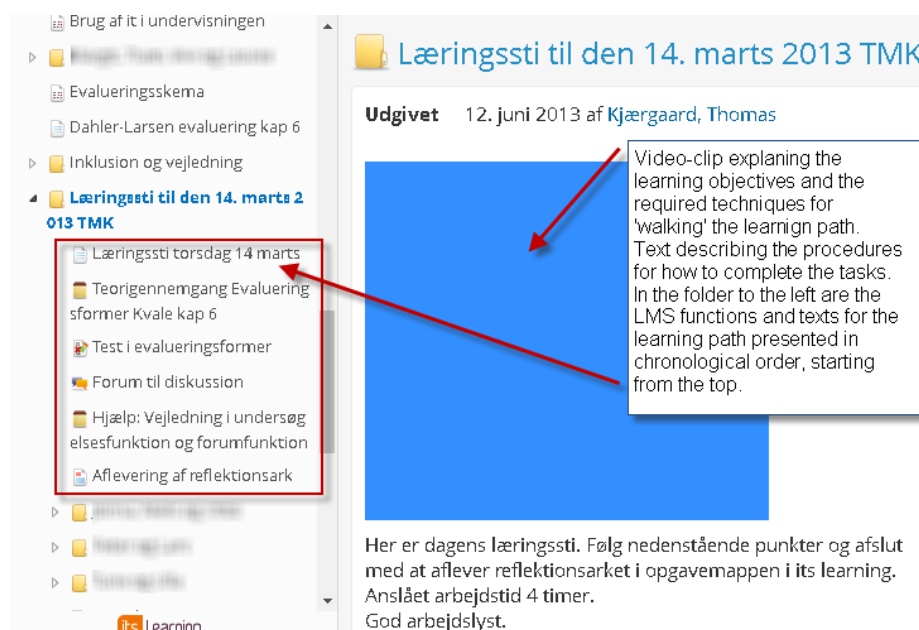 Brug af it i undervisningen
Evalueringsskema
Dahler-Larsen evaluering kap 6
Inklusion og vejledning
Læringssti til den 14. marts 2
013 TMK
Læringssti torsdag 14 marts
Teorigennemgang Evaluering
sformer Kvale kap 6
Test i evalueringsformer
Forum til diskussion
Hjælp: Vejledning i undersøg
elsesfunktion og forumfunktion
Aflevering af reflektionsark
its Learning
Læringssti til den 14. marts 2013 TMK
Udgivet 12. juni 2013 af Kjærgaard, Thomas
Video-clip explaning the
learning objectives and the
required techniques for
'walking' the learnign path.
Text describing the procedures
for how to complete the tasks.
In the folder to the left are the
LMS functions and texts for the
learning path presented in
chronological order, starting
from the top.
Her er dagens læringssti. Følg nedenstående punkter og afslut
med at aflever reflektionsarket i opgavemappen i its learning.
Anslået arbejdstid 4 timer.
God arbejdslyst.